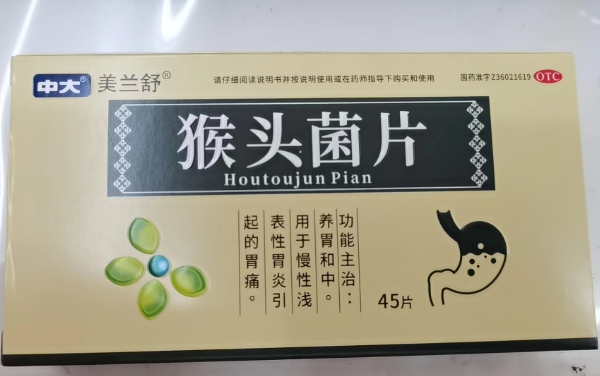 中大 美兰舒® 请仔细阅读说明书并按说明使用或在药师指导下购买和使用 国药准字Z36021619 OTC
猴头菌片
Houtoujun Pian
功能主治：
养胃和中。
用于慢性浅
表性胃炎引
起的胃痛。
45片